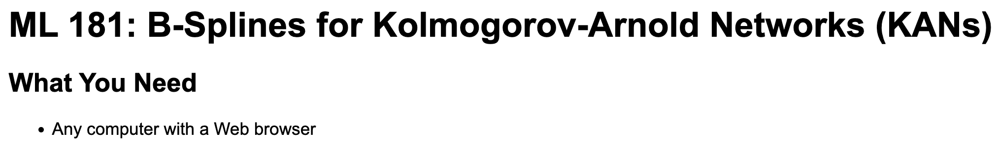 ML 181: B-Splines for Kolmogorov-Arnold Networks (KANs)
What You Need
• Any computer with a Web browser